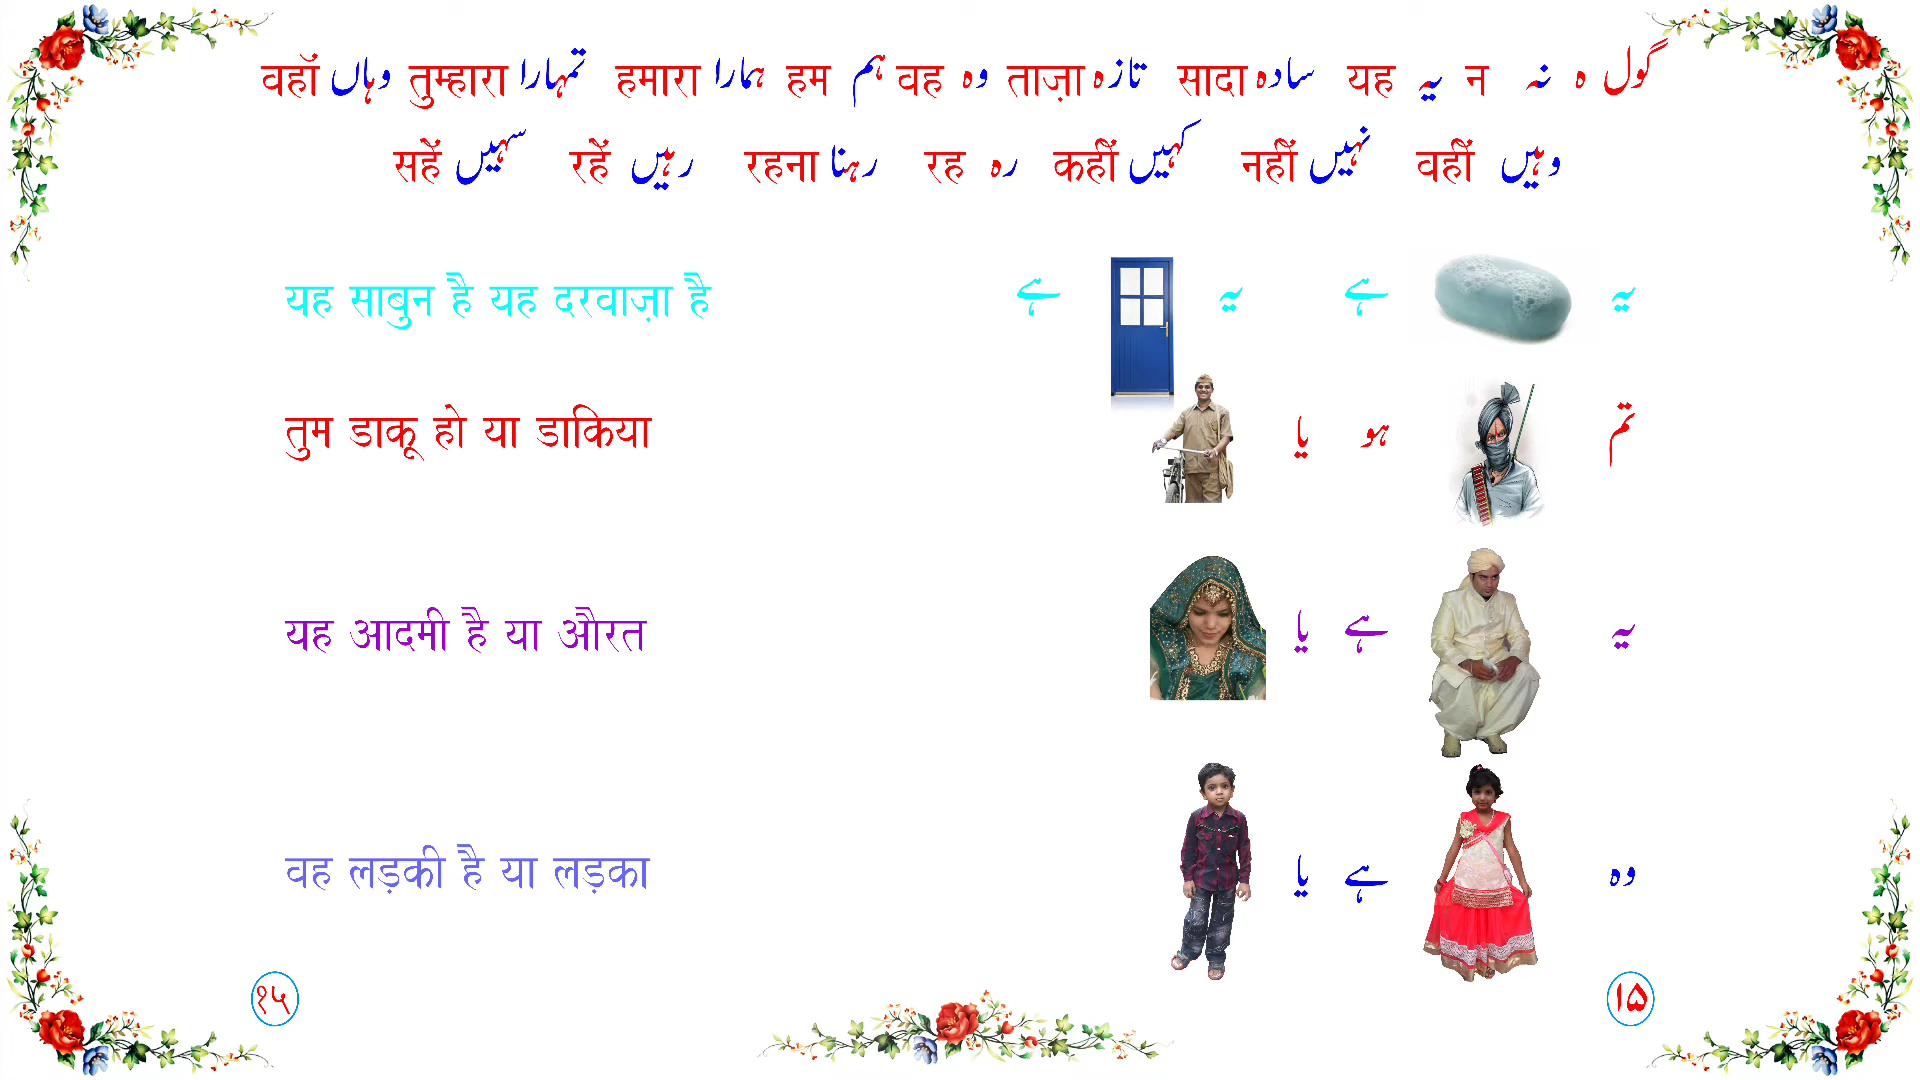 گول ہ نہ न یہ यह سادہ सादा تازہ ताज़ा وہ वह ہم हम ہمارا हमारा تمہارا तुम्हारा وہاں वहाँ
وہیں वहीं نہیں नहीं کہیں कहीं رہ रह رہنا रहना رہیں रहें سہیں सहें
یہ ہے یہ ہے यह साबुन है यह दरवाज़ा है
تم ہو یا तुम डाकू हो या डाकिया
یہ ہے یا यह आदमी है या औरत
وہ ہے یا वह लड़की है या लड़का
۱۵ १५